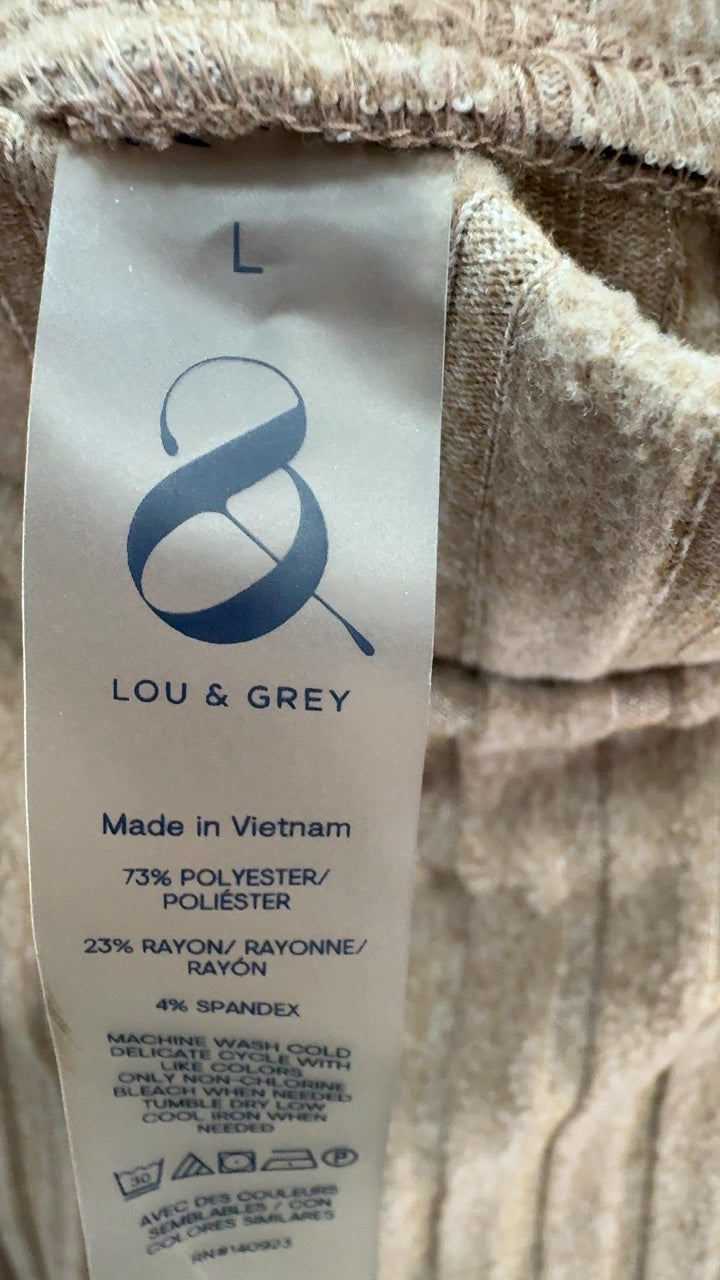 L
&
LOU & GREY
Made in Vietnam
73% POLYESTER/
POLIÉSTER
23% RAYON/ RAYONNE/
RAYÓN
4% SPANDEX
MACHINE WASH COLD
DELICATE CYCLE WITH
LIKE COLORS
ONLY NON-CHLORINE
BLEACH WHEN NEEDED
TUMBLE DRY LOW
COOL IRON WHEN
NEEDED
30 P
AVEC DES COULEURS
SEMBLABLES / CON
COLORES SIMILARES
RN#140923